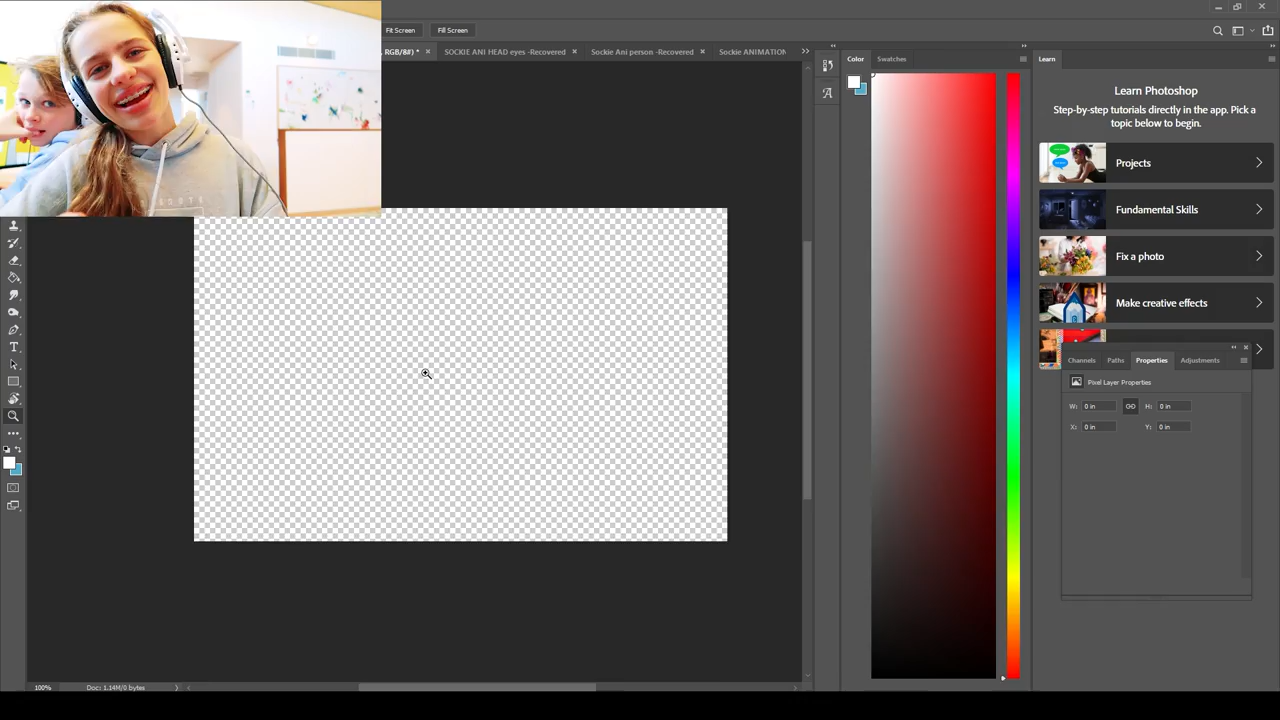 Fit Screen
Fill Screen
RGB/8#) *
SOCKIE ANI HEAD eyes -Recovered
Sockie Ani person -Recovered
Sockie ANIMATION
Color
Swatches
Learn
Learn Photoshop
Step-by-step tutorials directly in the app. Pick a
topic below to begin.
Projects
Fundamental Skills
Fix a photo
Make creative effects
Channels
Paths
Properties
Adjustments
Pixel Layer Properties
W: 0 in
H: 0 in
X: 0 in
Y: 0 in
100%
Doc: 1.14M/0 bytes